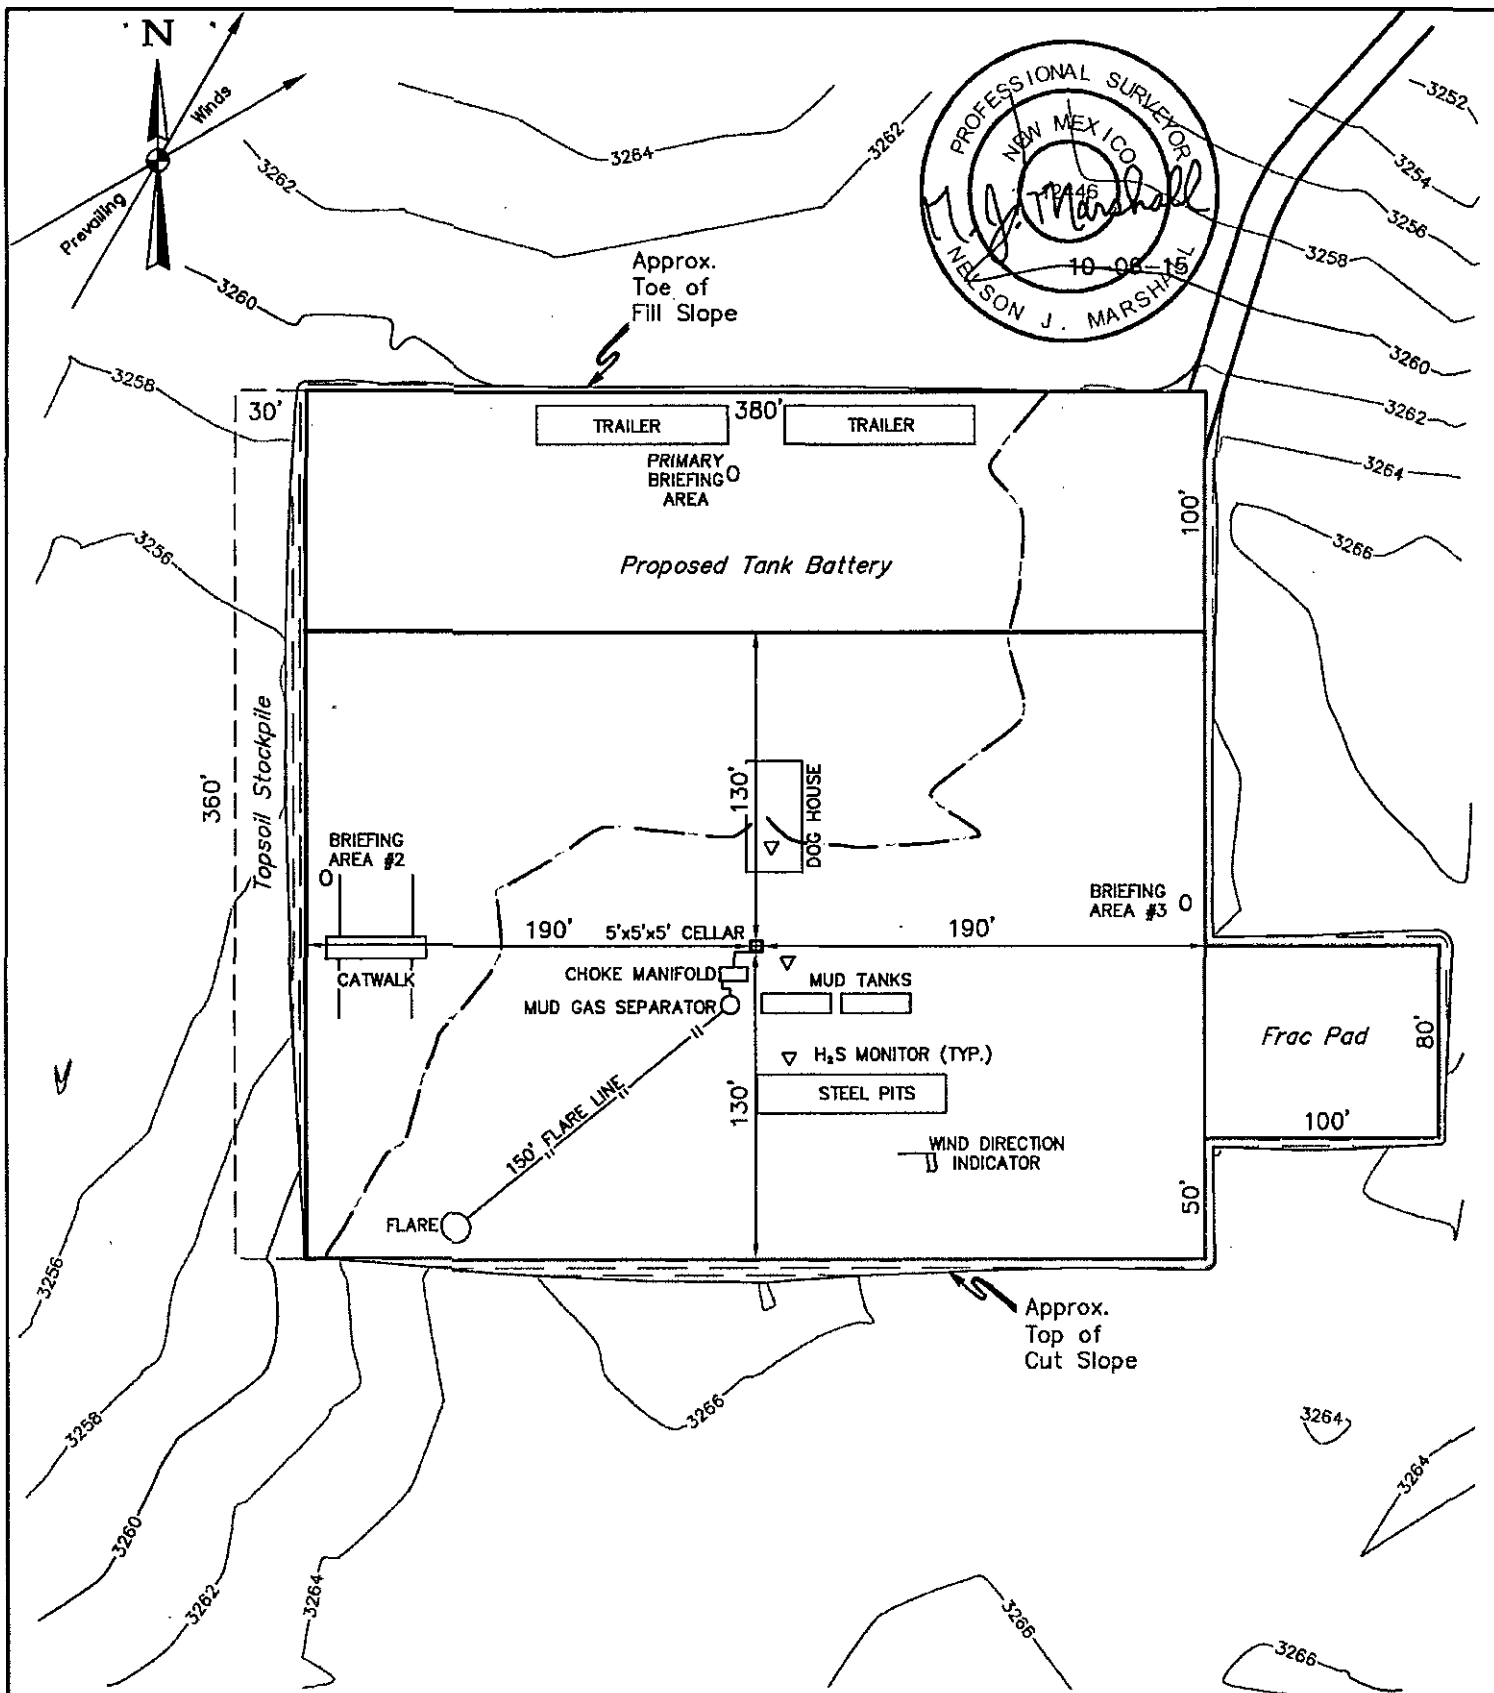 N
Winds
Prevailing
3264
3262
3262
3260
3258
3256
PROFESSIONAL SURVEYOR
NEW MEXICO
N.J. Marshall
10-06-15
NELSON J. MARSHALL
3252
3254
3256
3258
3260
3262
3264
3266
Approx.
Toe of
Fill Slope
30'
TRAILER
380'
TRAILER
PRIMARY
BRIEFING O
AREA
100'
Proposed Tank Battery
360'
Topsoil Stockpile
130'
DOG HOUSE
BRIEFING
AREA #2
O
BRIEFING
AREA #3 O
190'
5'x5'x5' CELLAR
190'
CATWALK
CHOKE MANIFOLD
MUD TANKS
MUD GAS SEPARATOR
Frac Pad
80'
100'
H₂S MONITOR (TYP.)
STEEL PITS
130'
150' FLARE LINE
WIND DIRECTION
INDICATOR
50'
FLARE
Approx.
Top of
Cut Slope
3256
3258
3260
3262
3264
3266
3264
3264
3266
3266